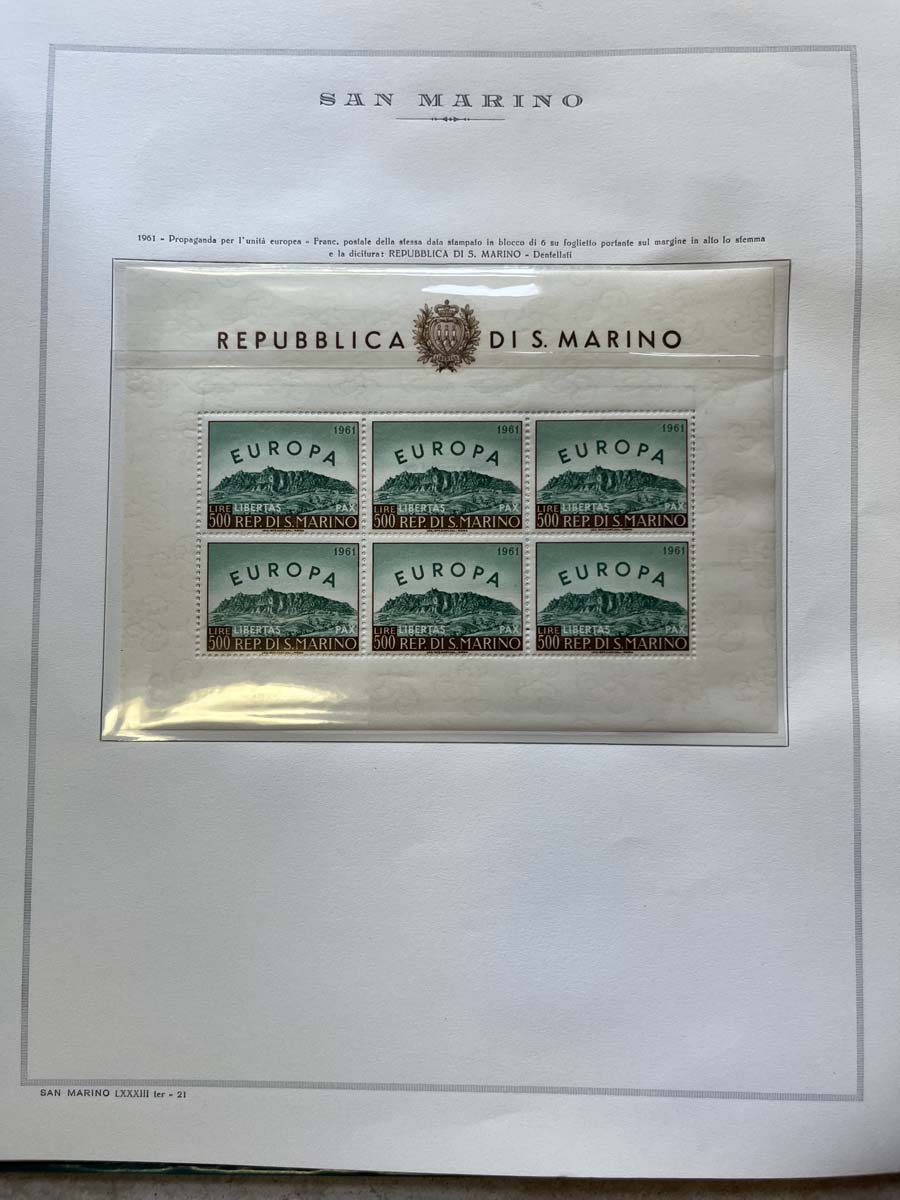 SAN MARINO
1961 - Propaganda per l'unità europea - Franc. postale della stessa data stampato in blocco di 6 su foglietto portante sul margine in alto lo stemma
e la dicitura: REPUBBLICA DI S. MARINO - Dentellati
REPUBBLICA DI S. MARINO
LIBERTAS
1961 1961 1961
EUROPA EUROPA EUROPA
LIRE LIBERTAS PAX LIRE LIBERTAS PAX LIRE LIBERTAS PAX
500 REP. DI S. MARINO 500 REP. DI S. MARINO 500 REP. DI S. MARINO
1961 1961 1961
EUROPA EUROPA EUROPA
LIRE LIBERTAS PAX LIRE LIBERTAS PAX LIRE LIBERTAS PAX
500 REP. DI S. MARINO 500 REP. DI S. MARINO 500 REP. DI S. MARINO
SAN MARINO LXXXIII ter - 21